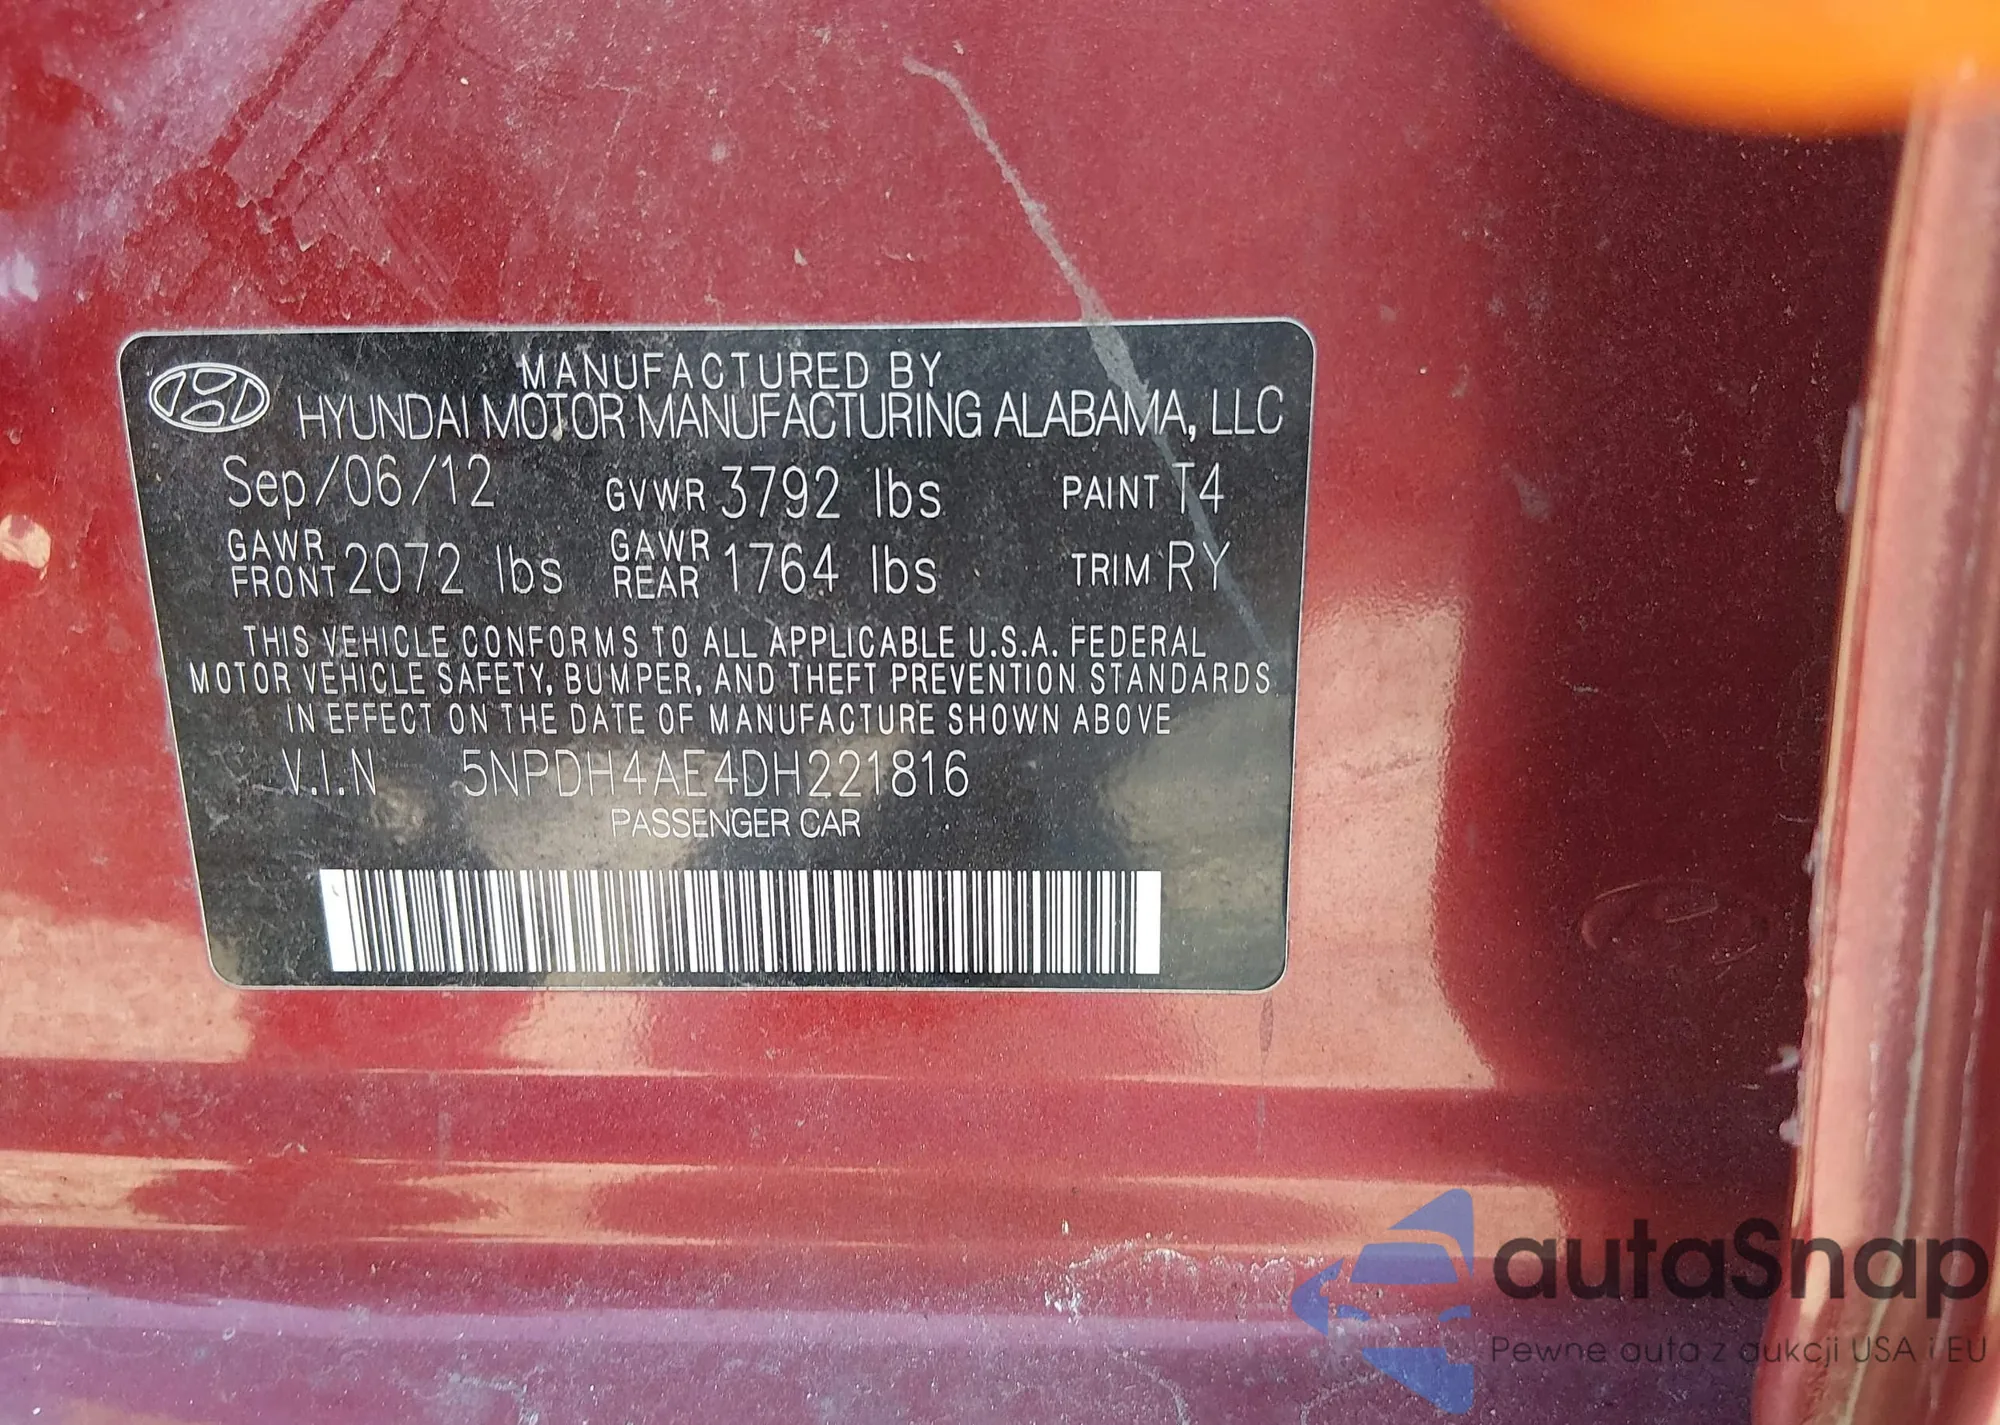 MANUFACTURED BY
HYUNDAI MOTOR MANUFACTURING ALABAMA, LLC
Sep/06/12 GVWR 3792 lbs PAINT T4
GAWR FRONT 2072 lbs GAWR REAR 1764 lbs TRIM RY
THIS VEHICLE CONFORMS TO ALL APPLICABLE U.S.A. FEDERAL
MOTOR VEHICLE SAFETY, BUMPER, AND THEFT PREVENTION STANDARDS
IN EFFECT ON THE DATE OF MANUFACTURE SHOWN ABOVE
V.I.N 5NPDH4AE4DH221816
PASSENGER CAR
autaSnap
Pewne auta z aukcji USA i EU